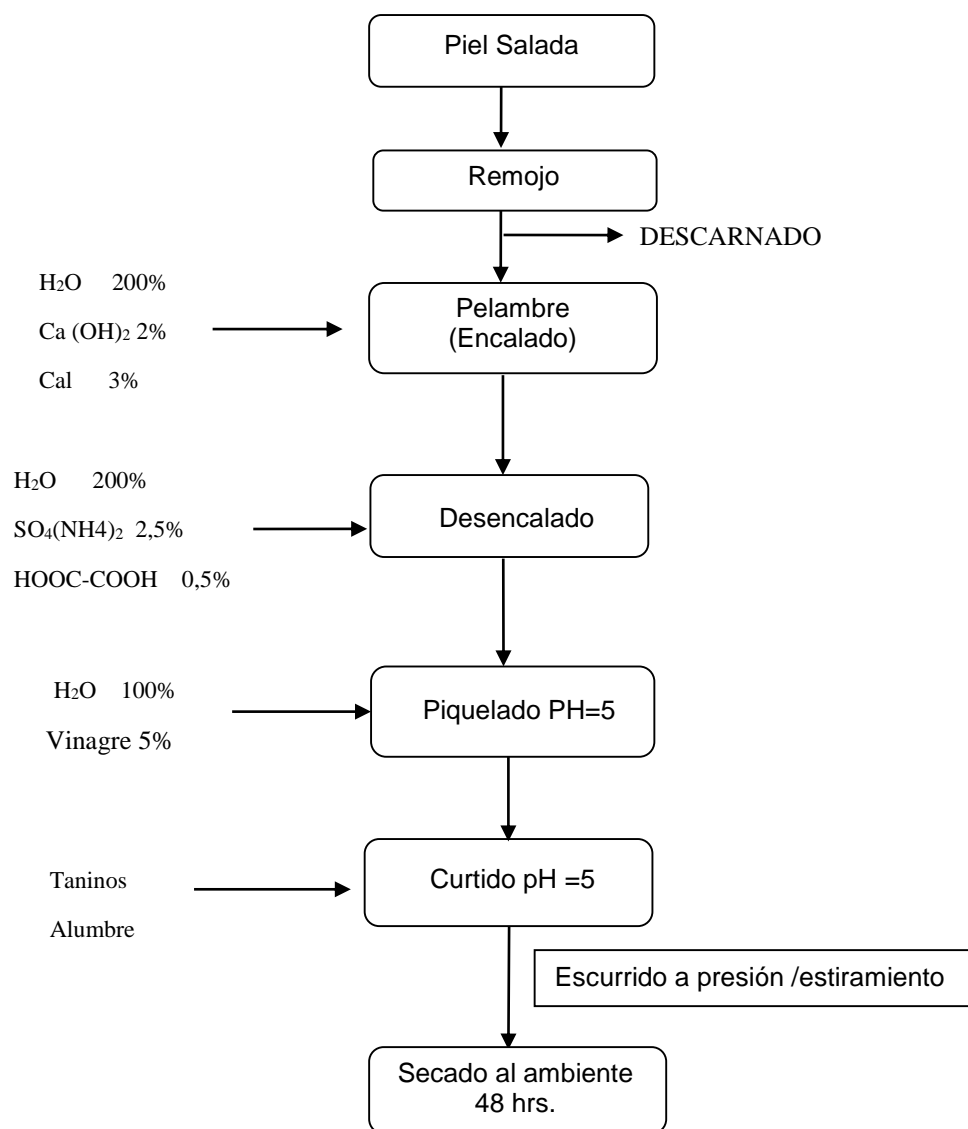 Piel Salada
Remojo
DESCARNADO
H₂O 200%
Ca (OH)₂ 2%
Cal 3%
Pelambre
(Encalado)
H₂O 200%
SO₄(NH4)₂ 2,5%
HOOC-COOH 0,5%
Desencalado
H₂O 100%
Vinagre 5%
Piquelado PH=5
Taninos
Alumbre
Curtido pH =5
Escurrido a presión /estiramiento
Secado al ambiente
48 hrs.